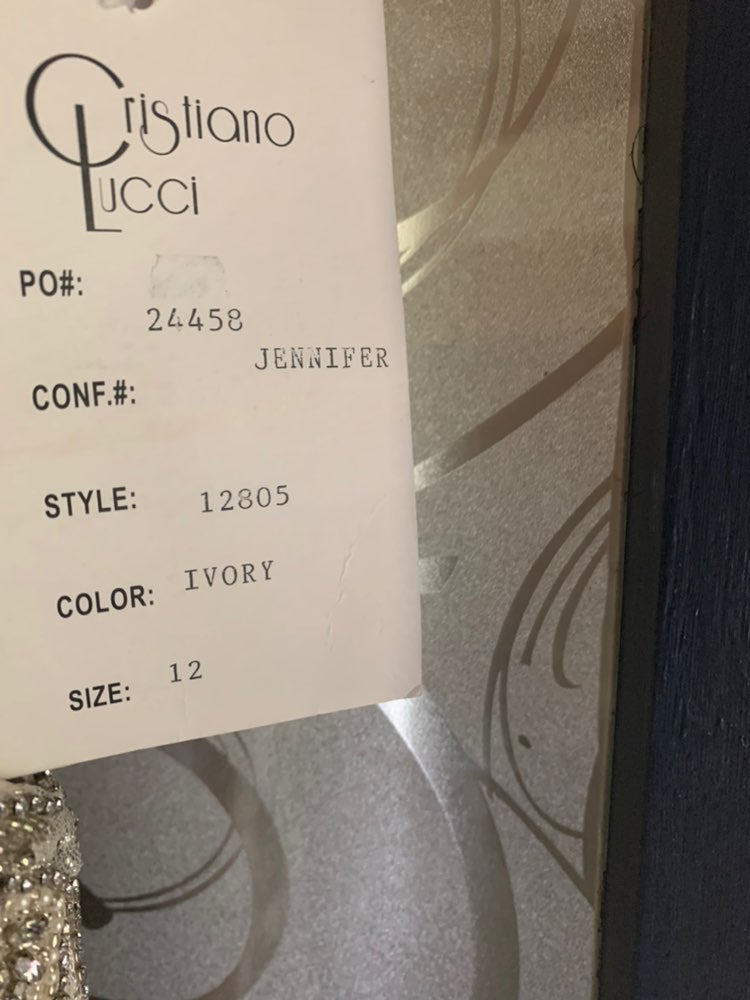 Cristiano
Lucci
PO#:
24458
JENNIFER
CONF.#:
STYLE: 12805
COLOR: IVORY
SIZE: 12